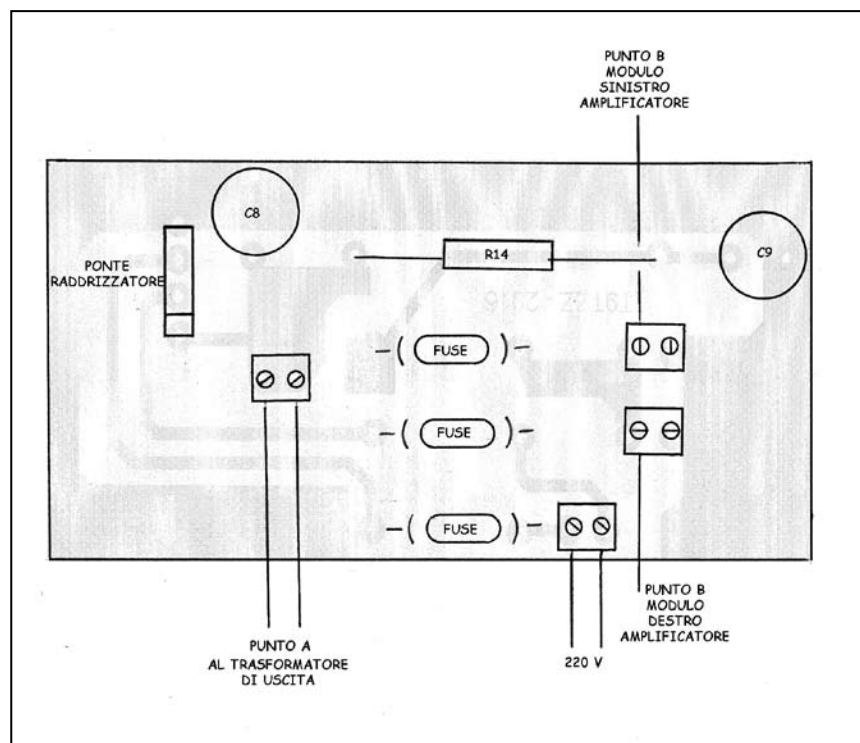 PUNTO B
MODULO
SINISTRO
AMPLIFICATORE
C8
C9
R14
PONTE
RADDRIZZATORE
FUSE
FUSE
FUSE
PUNTO B
MODULO
DESTRO
AMPLIFICATORE
PUNTO A
AL TRASFORMATORE
DI USCITA
220 V